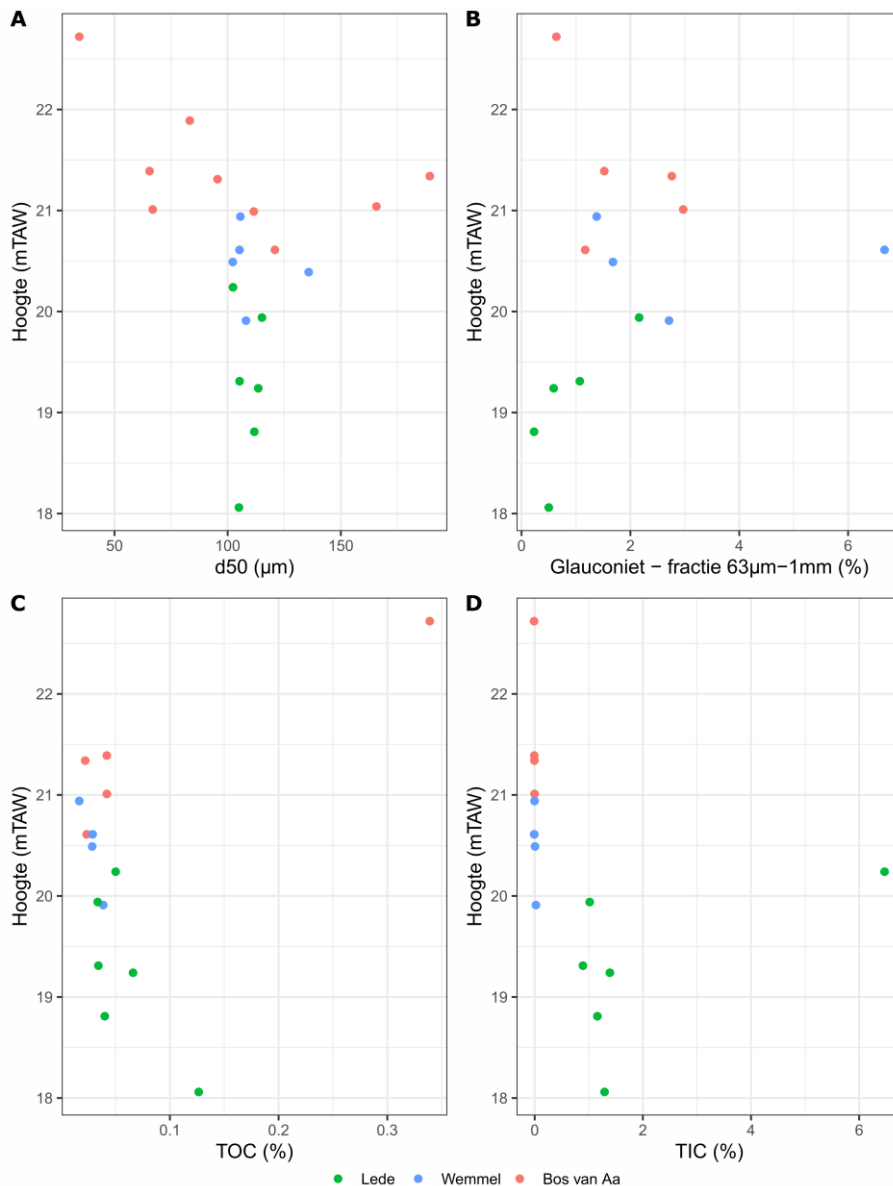 A
B
22
21
20
19
18
Hoogte (mTAW)
50
100
150
d50 (µm)
22
21
20
19
18
Hoogte (mTAW)
0
2
4
6
Glauconiet − fractie 63µm−1mm (%)
C
D
22
21
20
19
18
Hoogte (mTAW)
0.1
0.2
0.3
TOC (%)
22
21
20
19
18
Hoogte (mTAW)
0
2
4
6
TIC (%)
Lede Wemmel Bos van Aa